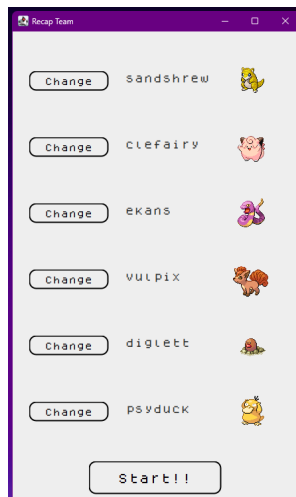 Recap Team
Change sandshrew
Change clefairy
Change ekans
Change vulpix
Change diglett
Change psyduck
Start!!